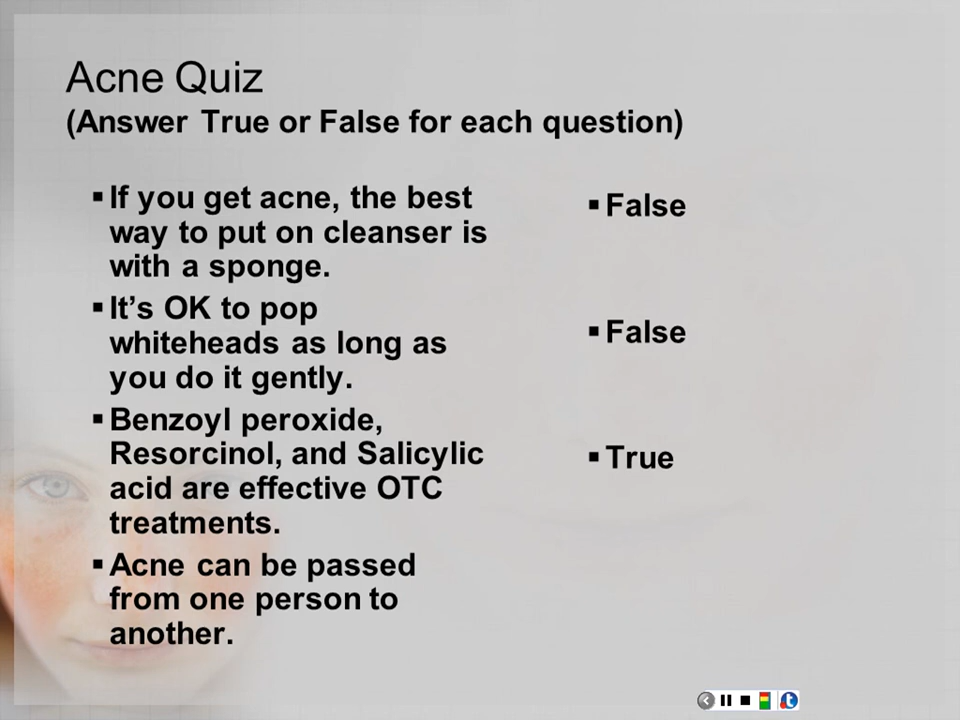 Acne Quiz
(Answer True or False for each question)
▪ If you get acne, the best
way to put on cleanser is
with a sponge.
▪ It’s OK to pop
whiteheads as long as
you do it gently.
▪ Benzoyl peroxide,
Resorcinol, and Salicylic
acid are effective OTC
treatments.
▪ Acne can be passed
from one person to
another.
▪ False
▪ False
▪ True
t